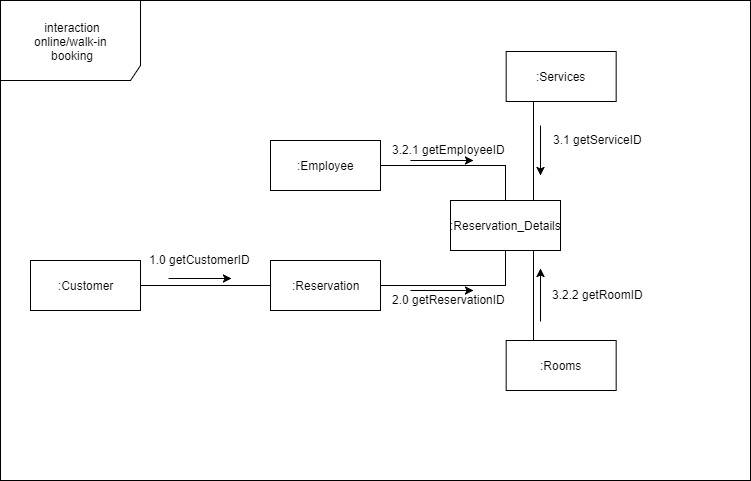 interaction
online/walk-in
booking
:Services
3.1 getServiceID
3.2.1 getEmployeeID
:Employee
:Reservation_Details
1.0 getCustomerID
:Customer
:Reservation
2.0 getReservationID
3.2.2 getRoomID
:Rooms